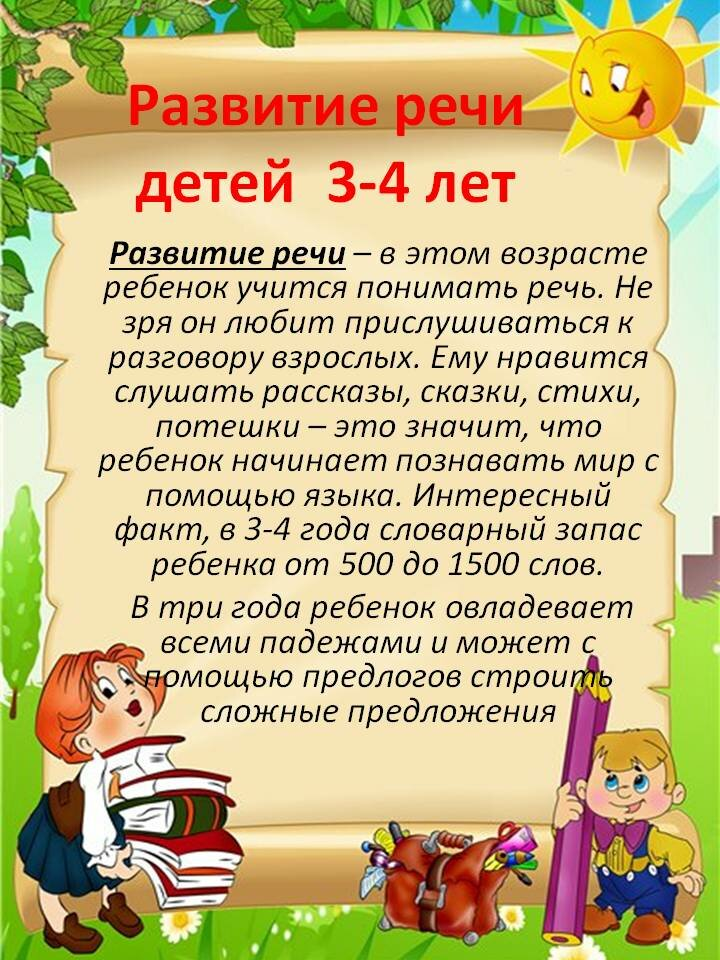 Развитие речи
детей 3-4 лет
Развитие речи – в этом возрасте
ребенок учится понимать речь. Не
зря он любит прислушиваться к
разговору взрослых. Ему нравится
слушать рассказы, сказки, стихи,
потешки – это значит, что
ребенок начинает познавать мир с
помощью языка. Интересный
факт, в 3-4 года словарный запас
ребенка от 500 до 1500 слов.
В три года ребенок овладевает
всеми падежами и может с
помощью предлогов строить
сложные предложения